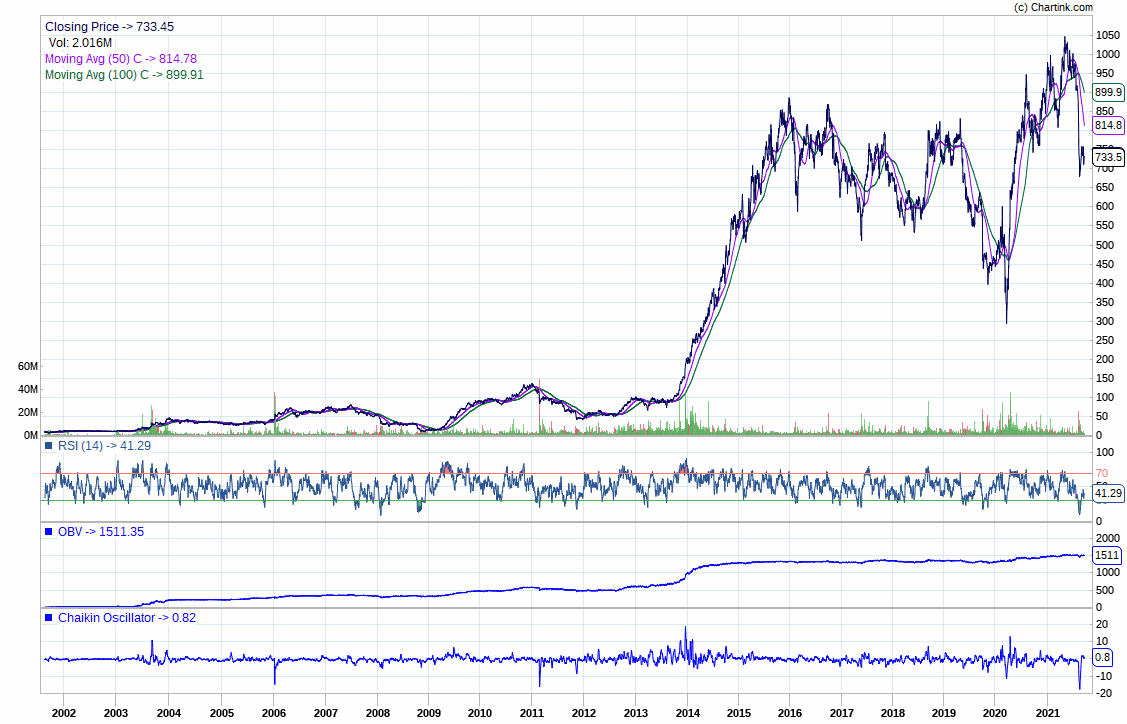 (c) Chartink.com
Closing Price -> 733.45
Vol: 2.016M
Moving Avg (50) C -> 814.78
Moving Avg (100) C -> 899.91
1050
1000
950
899.9
850
814.8
733.5
700
650
600
550
500
450
400
350
300
250
200
150
100
50
0
60M
40M
20M
0M
RSI (14) -> 41.29
100
70
41.29
0
OBV -> 1511.35
2000
1511
1000
500
0
Chaikin Oscillator -> 0.82
20
10
0.8
-10
-20
2002 2003 2004 2005 2006 2007 2008 2009 2010 2011 2012 2013 2014 2015 2016 2017 2018 2019 2020 2021